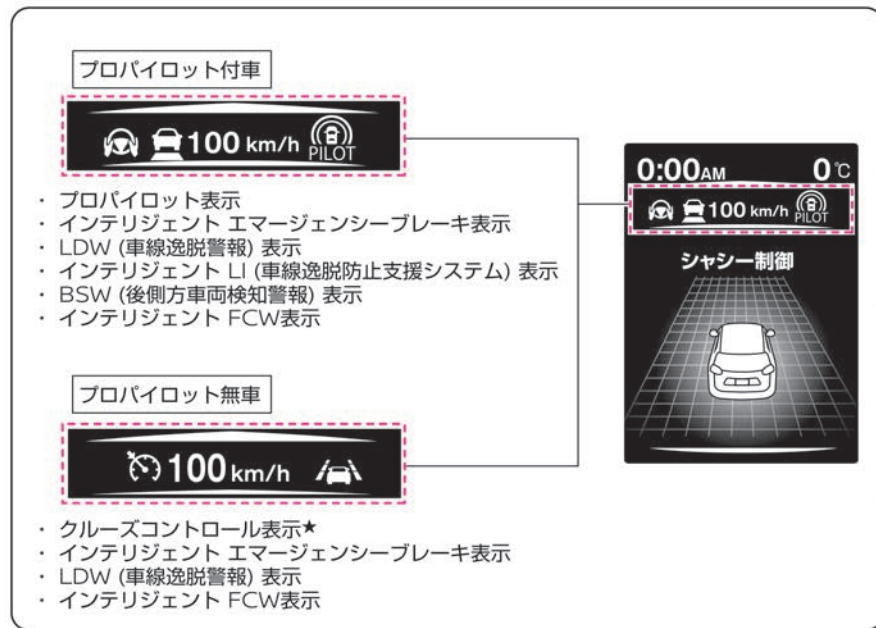 プロパイロット付車
100 km/h PILOT
・ プロパイロット表示
・ インテリジェント エマージェンシーブレーキ表示
・ LDW (車線逸脱警報) 表示
・ インテリジェント LI (車線逸脱防止支援システム) 表示
・ BSW (後側方車両検知警報) 表示
・ インテリジェント FCW表示
プロパイロット無車
100 km/h
・ クルーズコントロール表示★
・ インテリジェント エマージェンシーブレーキ表示
・ LDW (車線逸脱警報) 表示
・ インテリジェント FCW表示
0:00AM 0℃
100 km/h PILOT
シャシー制御